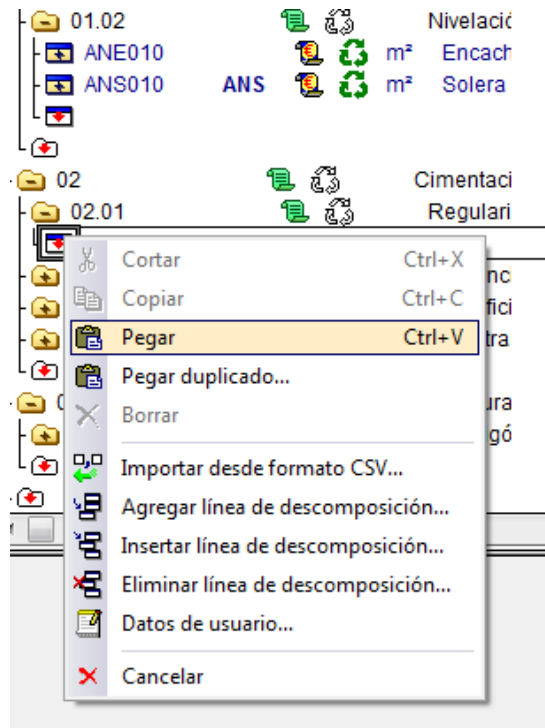 01.02 Nivelació
ANE010 m² Encach
ANS010 ANS m² Solera
02 Cimentaci
02.01 Regulari
Cortar Ctrl+X
Copiar Ctrl+C
Pegar Ctrl+V
Pegar duplicado...
Borrar
Importar desde formato CSV...
Agregar línea de descomposición...
Insertar línea de descomposición...
Eliminar línea de descomposición...
Datos de usuario...
Cancelar